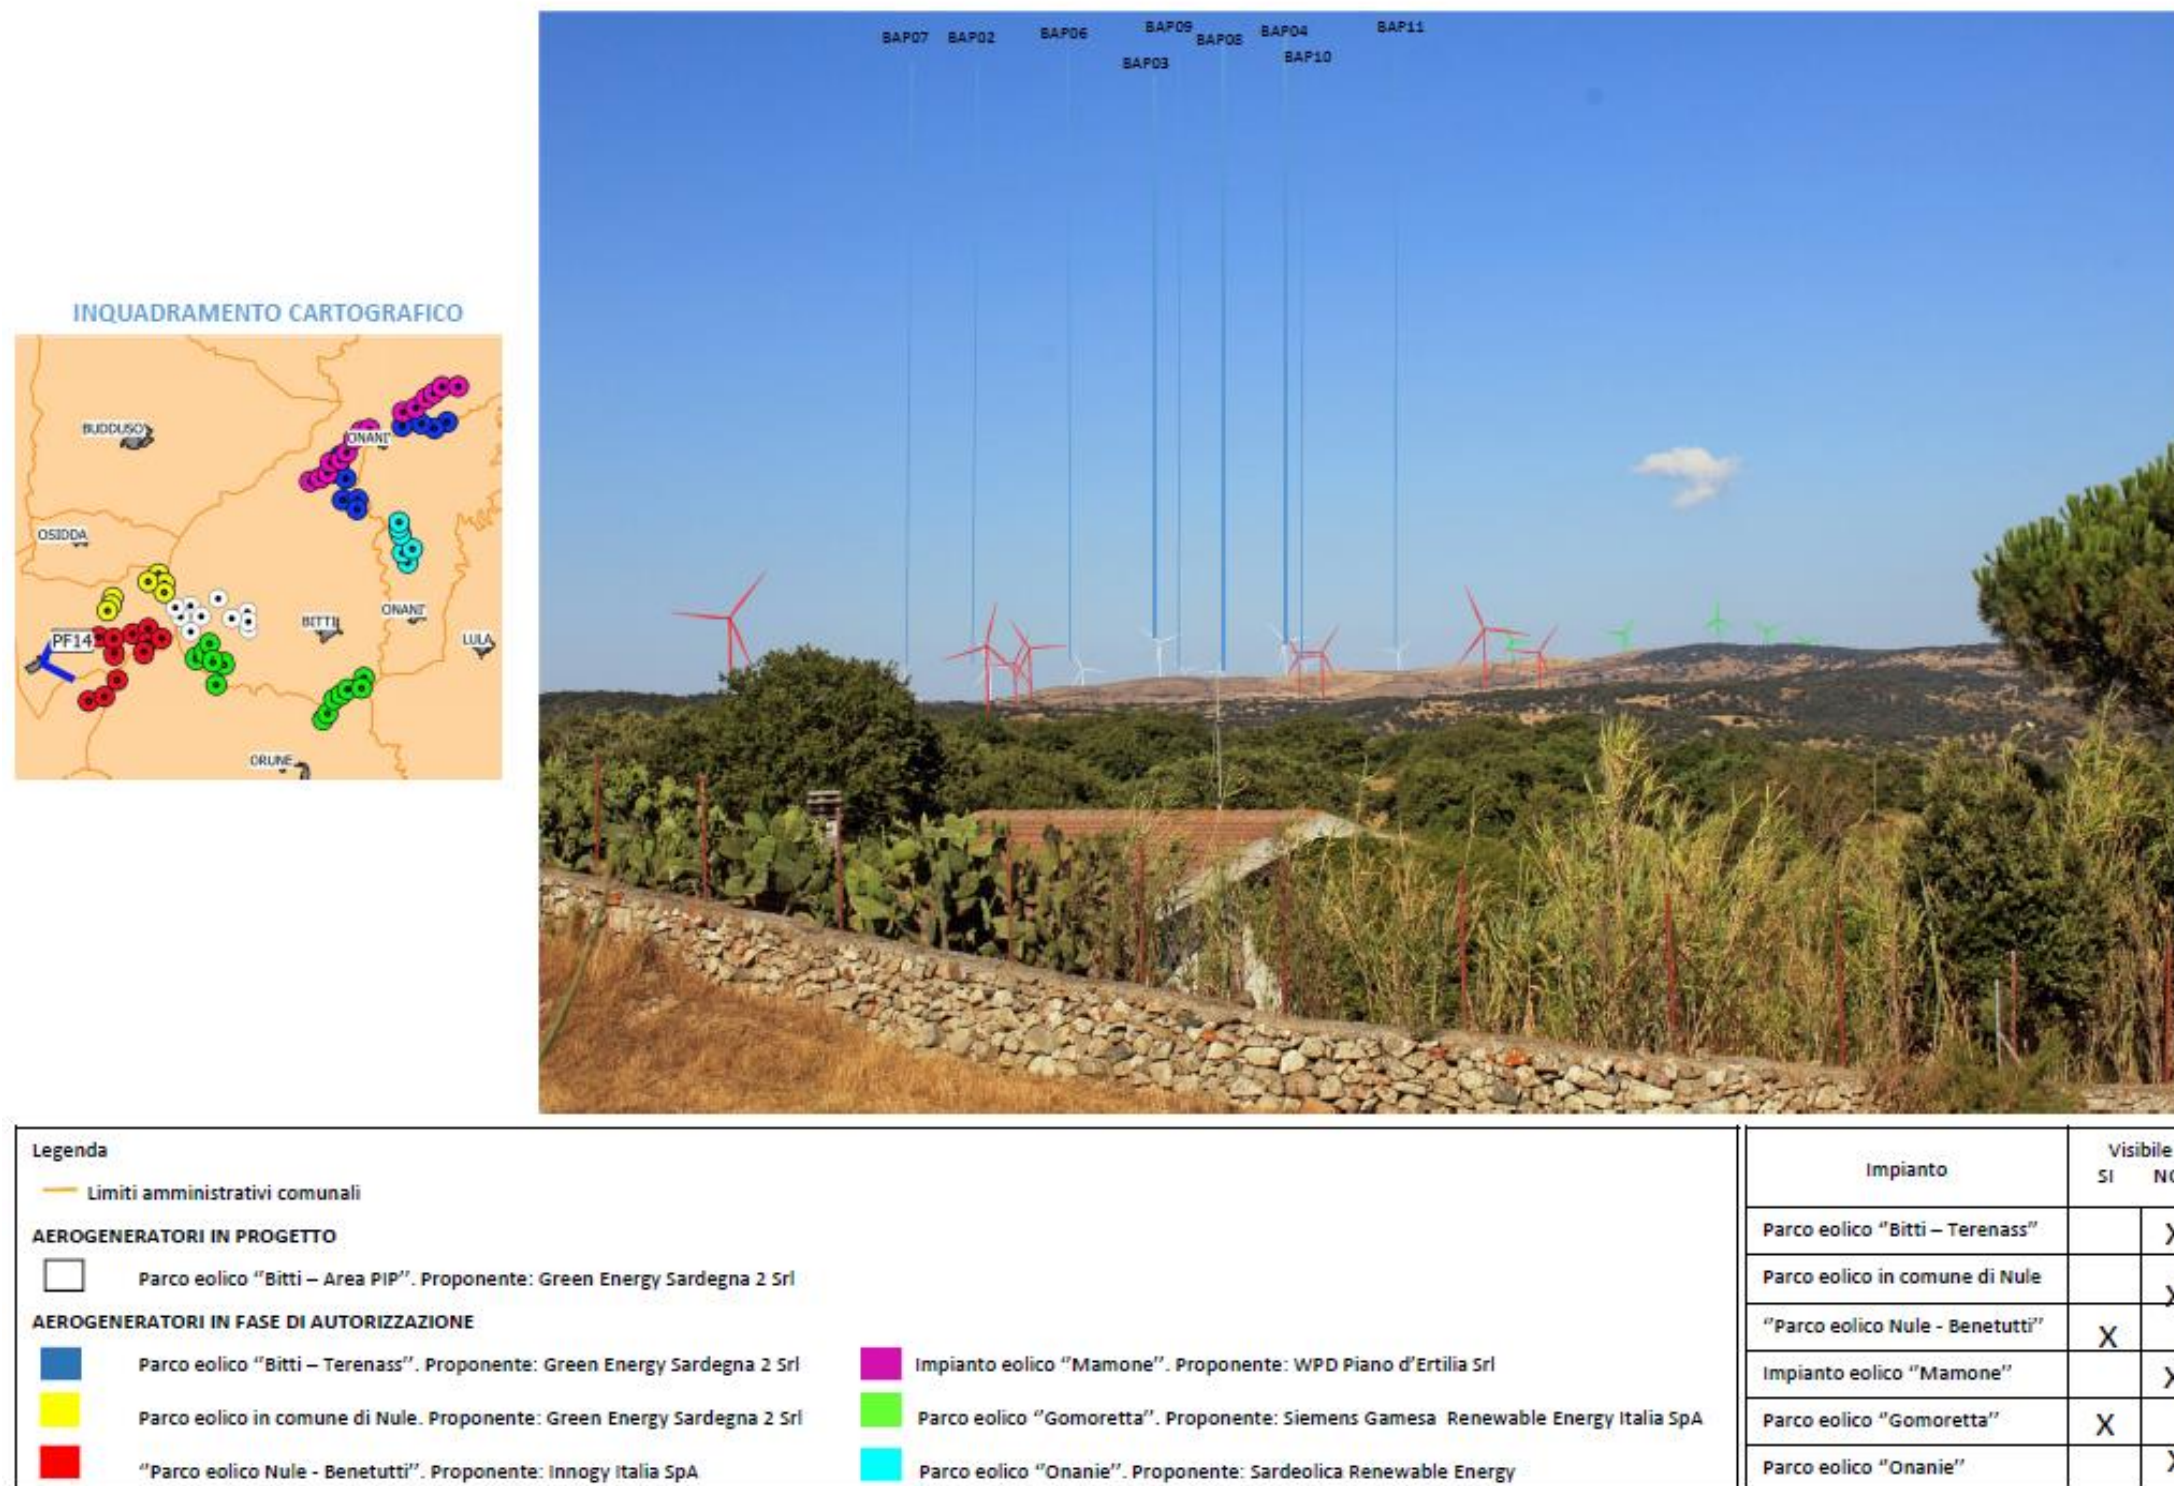 BAP07 BAP02 BAP06 BAP03 BAP09 BAP08 BAP04 BAP10 BAP11
INQUADRAMENTO CARTOGRAFICO
BUDDUSO'
ONANI'
OSIDDA
PF14
BITTI
ONANI'
LULA
ORUNE
Legenda
Limiti amministrativi comunali
AEROGENERATORI IN PROGETTO
Parco eolico "Bitti – Area PIP". Proponente: Green Energy Sardegna 2 Srl
AEROGENERATORI IN FASE DI AUTORIZZAZIONE
Parco eolico "Bitti – Terenass". Proponente: Green Energy Sardegna 2 Srl
Parco eolico in comune di Nule. Proponente: Green Energy Sardegna 2 Srl
"Parco eolico Nule - Benetutti". Proponente: Innogy Italia SpA
Impianto eolico "Mamone". Proponente: WPD Piano d'Ertilia Srl
Parco eolico "Gomoretta". Proponente: Siemens Gamesa Renewable Energy Italia SpA
Parco eolico "Onanie". Proponente: Sardeolica Renewable Energy
Impianto Visibile
SI NO
Parco eolico "Bitti – Terenass" X
Parco eolico in comune di Nule X
"Parco eolico Nule - Benetutti" X
Impianto eolico "Mamone" X
Parco eolico "Gomoretta" X
Parco eolico "Onanie" X